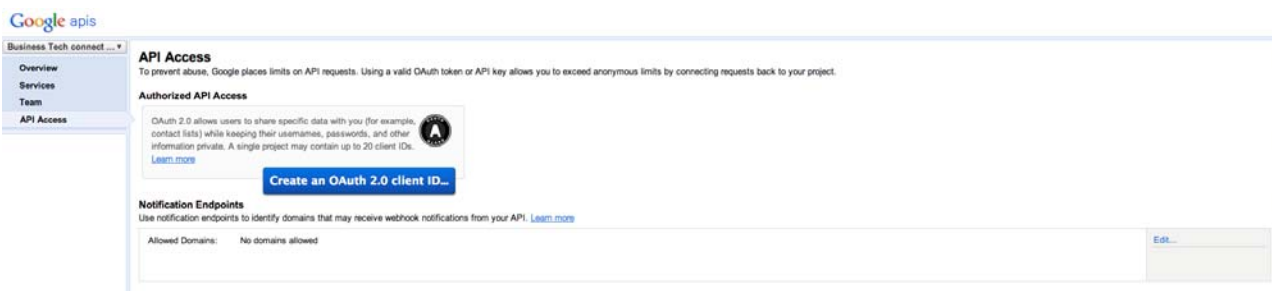 Google apis
Business Tech connect ... ▾
Overview
Services
Team
API Access
API Access
To prevent abuse, Google places limits on API requests. Using a valid OAuth token or API key allows you to exceed anonymous limits by connecting requests back to your project.
Authorized API Access
OAuth 2.0 allows users to share specific data with you (for example,
contact lists) while keeping their usernames, passwords, and other
information private. A single project may contain up to 20 client IDs.
Learn more
A
Create an OAuth 2.0 client ID...
Notification Endpoints
Use notification endpoints to identify domains that may receive webhook notifications from your API. Learn more
Allowed Domains: No domains allowed
Edit...